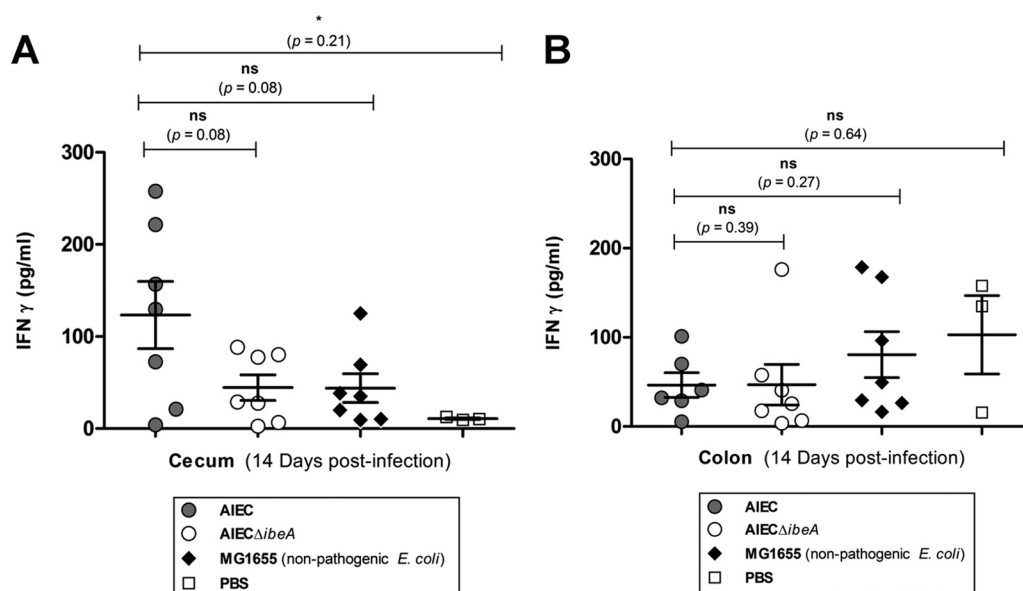 A
*
(p = 0.21)
ns
(p = 0.08)
ns
(p = 0.08)
300
200
100
0
IFN γ (pg/ml)
Cecum (14 Days post-infection)
AIEC
AIECΔibeA
MG1655 (non-pathogenic E. coli)
PBS
B
ns
(p = 0.64)
ns
(p = 0.27)
ns
(p = 0.39)
300
200
100
0
IFN γ (pg/ml)
Colon (14 Days post-infection)
AIEC
AIECΔibeA
MG1655 (non-pathogenic E. coli)
PBS